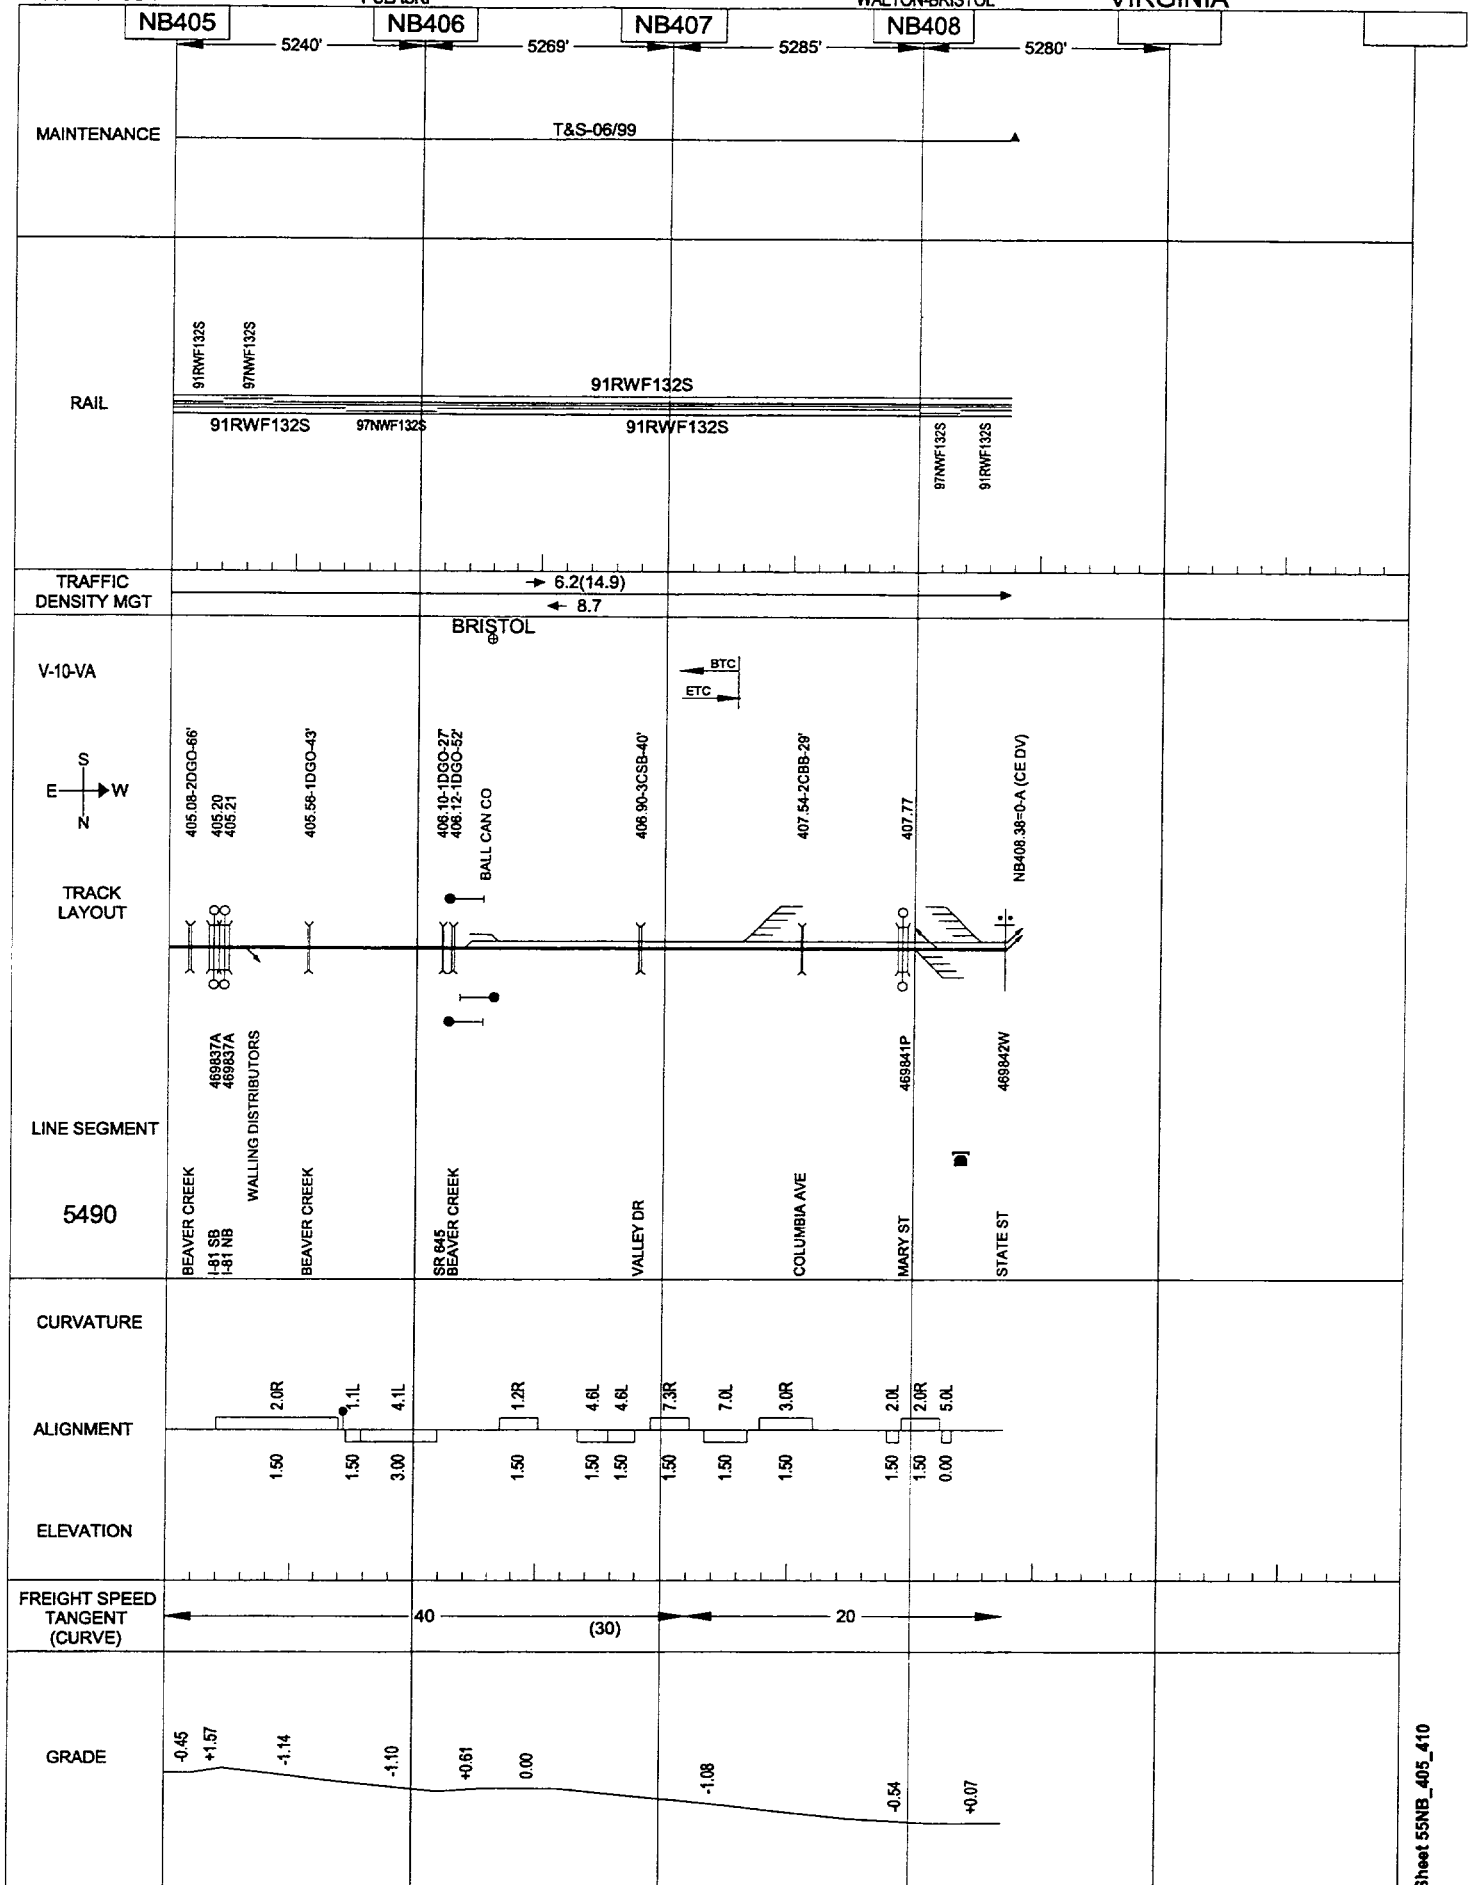 WALTON-BRISTOL
VIRGINIA
NB405
NB406
NB407
NB408
5240'
5269'
5285'
5280'
MAINTENANCE
T&S-06/99
RAIL
91RWF132S
97NWF132S
91RWF132S
91RWF132S
97NWF132S
91RWF132S
97NWF132S
91RWF132S
TRAFFIC
DENSITY MGT
6.2(14.9)
8.7
BRISTOL
V-10-VA
BTC
ETC
S
E W
N
405.08-2DGO-66'
405.20
405.21
405.56-1DGO-43'
406.10-1DGO-27'
406.12-1DGO-52'
BALL CAN CO
406.90-3CSB-40'
407.54-2CBB-29'
407.77
NB408.38=0-A (CE DV)
TRACK
LAYOUT
469837A
469837A
WALLING DISTRIBUTORS
469841P
469842W
LINE SEGMENT
5490
BEAVER CREEK
I-81 SB
I-81 NB
BEAVER CREEK
SR 645
BEAVER CREEK
VALLEY DR
COLUMBIA AVE
MARY ST
STATE ST
CURVATURE
2.0R
1.1L
4.1L
1.2R
4.6L
4.6L
7.3R
7.0L
3.0R
2.0L
2.0R
5.0L
ALIGNMENT
1.50
1.50
3.00
1.50
1.50
1.50
1.50
1.50
1.50
1.50
1.50
0.00
ELEVATION
FREIGHT SPEED
TANGENT
(CURVE)
40
(30)
20
GRADE
-0.45
+1.57
-1.14
-1.10
+0.61
0.00
-1.08
-0.54
+0.07
Sheet 55NB_405_410